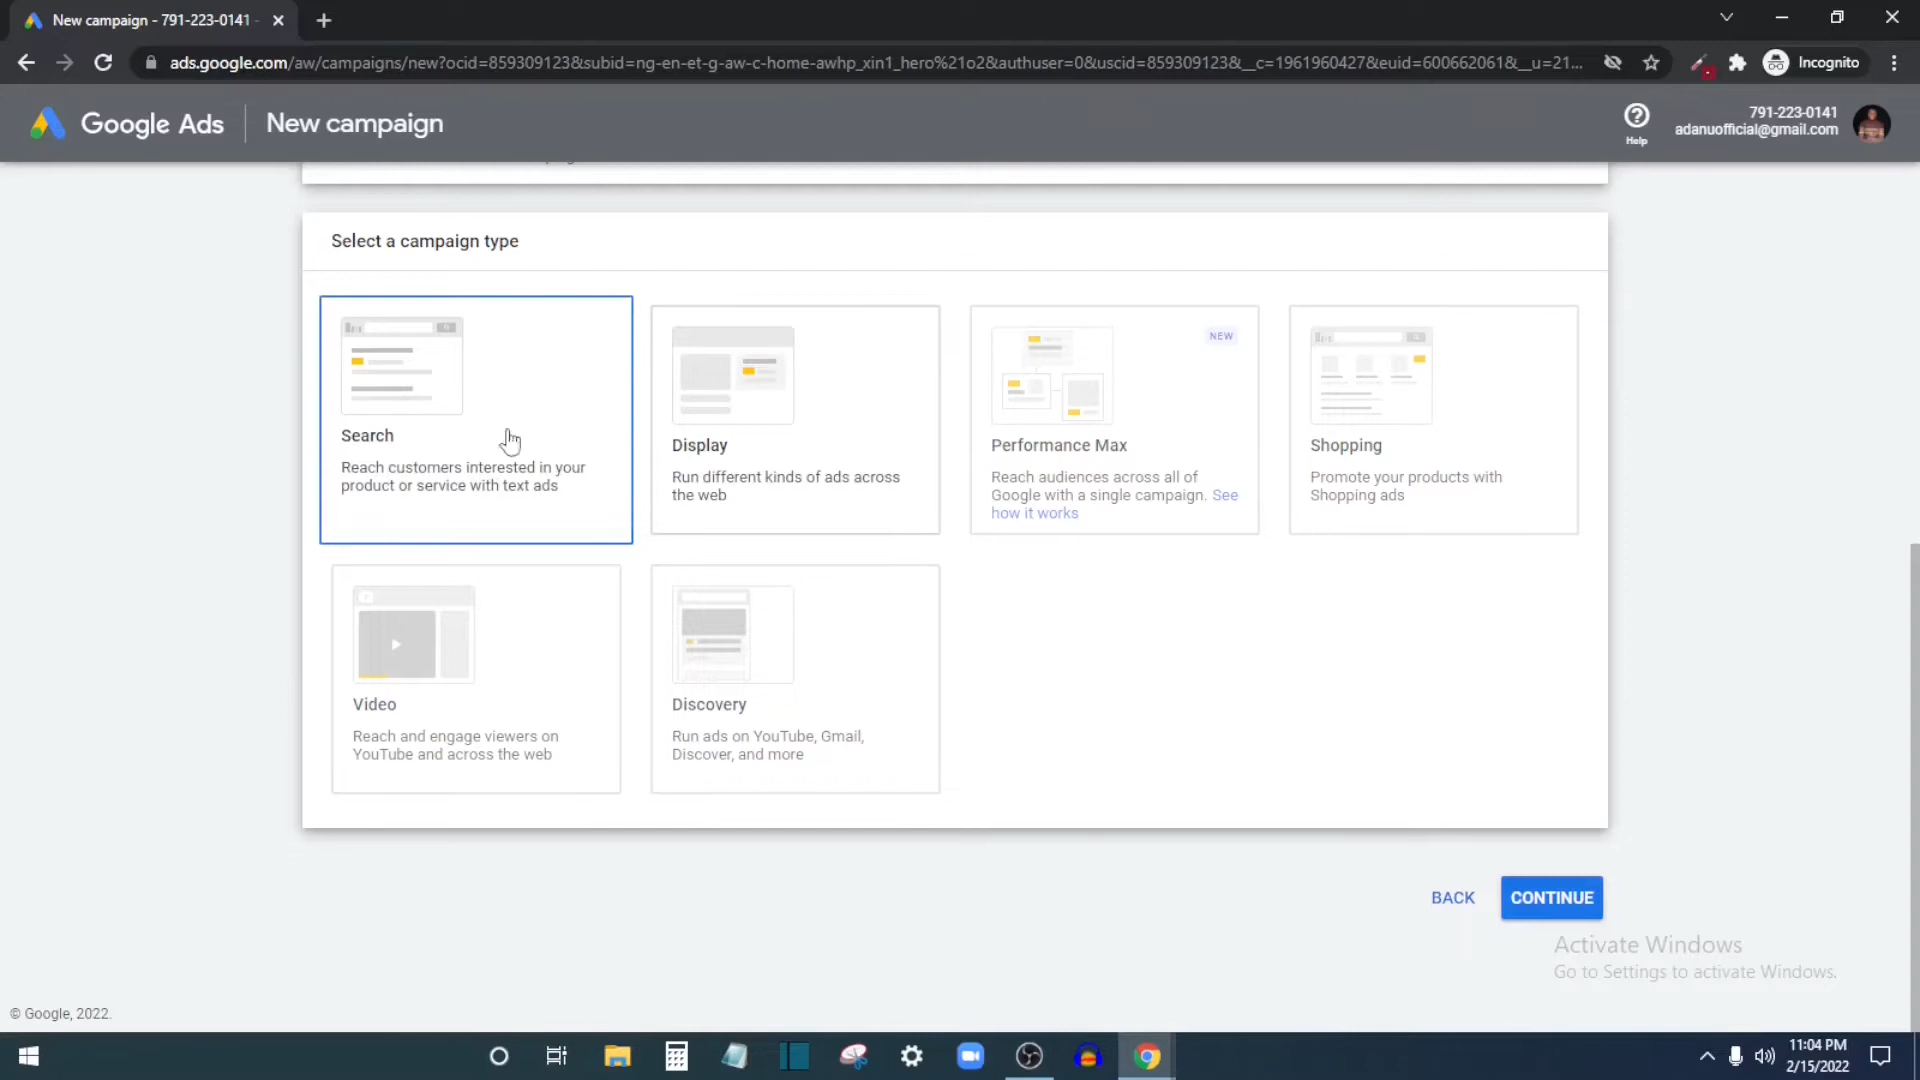 New campaign - 791-223-0141 -
ads.google.com/aw/campaigns/new?ocid=859309123&subid=ng-en-et-g-aw-c-home-awhp_xin1_hero%21o2&authuser=0&uscid=859309123&__c=1961960427&euid=600662061&__u=21...
Incognito
Google Ads
New campaign
Help
791-223-0141
adanuofficial@gmail.com
Select a campaign type
Search
Reach customers interested in your
product or service with text ads
Display
Run different kinds of ads across
the web
NEW
Performance Max
Reach audiences across all of
Google with a single campaign. See
how it works
Shopping
Promote your products with
Shopping ads
Video
Reach and engage viewers on
YouTube and across the web
Discovery
Run ads on YouTube, Gmail,
Discover, and more
BACK
CONTINUE
Activate Windows
Go to Settings to activate Windows.
© Google, 2022.
11:04 PM
2/15/2022